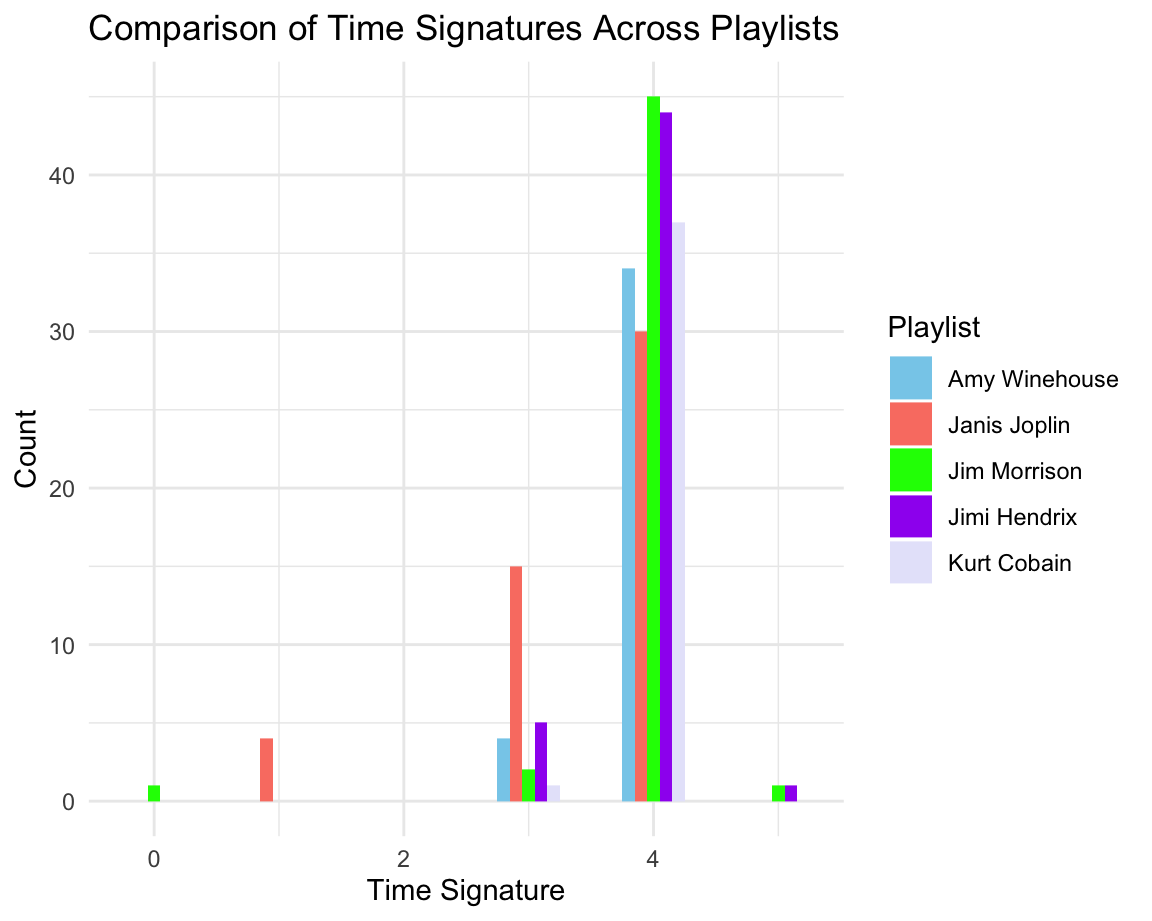 Comparison of Time Signatures Across Playlists
Count
40
30
20
10
0
0 2 4
Time Signature
Playlist
Amy Winehouse
Janis Joplin
Jim Morrison
Jimi Hendrix
Kurt Cobain